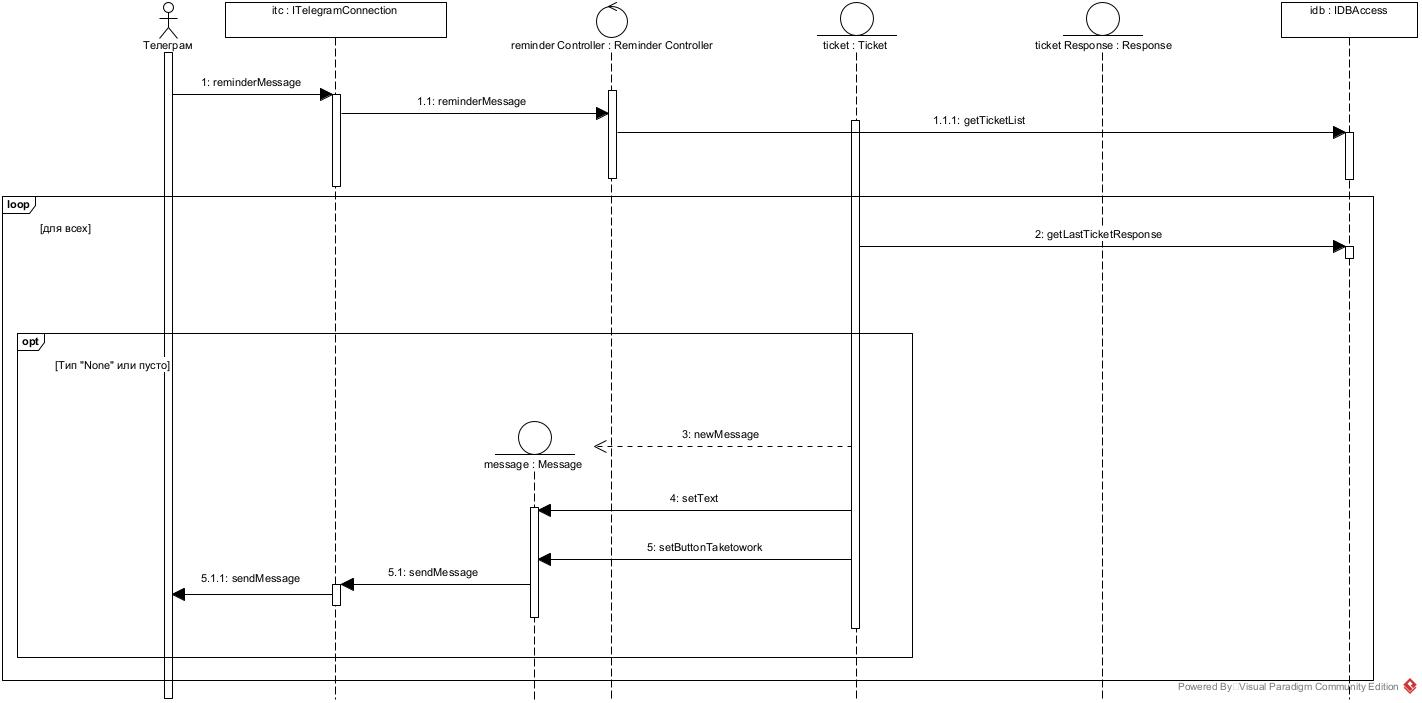 itc : ITelegramConnection
idb : IDBAccess
Телеграм
reminder Controller : Reminder Controller
ticket : Ticket
ticket Response : Response
1: reminderMessage
1.1: reminderMessage
1.1.1: getTicketList
loop
[для всех]
2: getLastTicketResponse
opt
[Тип "None" или пусто]
3: newMessage
message : Message
4: setText
5: setButtonTaketowork
5.1: sendMessage
5.1.1: sendMessage
Powered By Visual Paradigm Community Edition